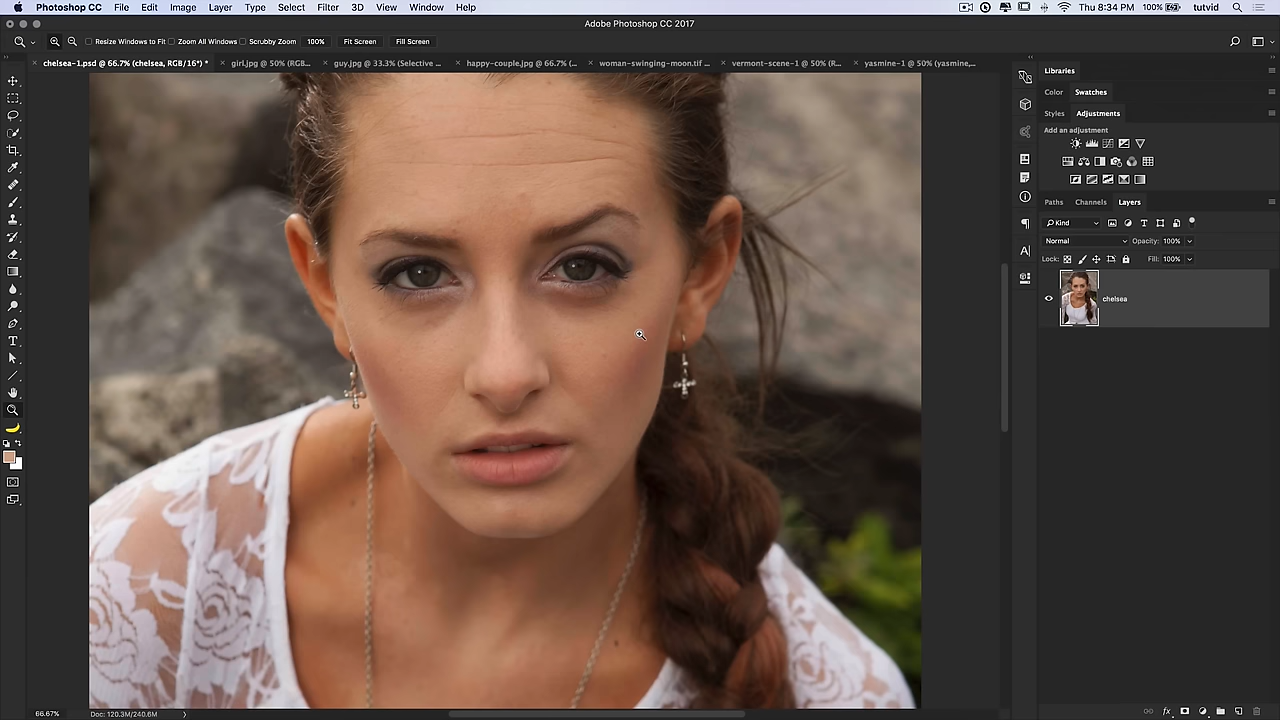 Photoshop CC File Edit Image Layer Type Select Filter 3D View Window Help Thu 8:34 PM 100% tutvid
Adobe Photoshop CC 2017
Resize Windows to Fit Scrubby Zoom Zoom All Windows 100% Fit Screen Fill Screen
chelsea-1.psd @ 66.7% (chelsea, RGB/16*) * girl.jpg @ 50% (RGB... guy.jpg @ 33.3% (Selective ... happy-couple.jpg @ 66.7% (... woman-swinging-moon.tif ... vermont-scene-1 @ 50% (R... yasmine-1 @ 50% (yasmine,...
Libraries
Color Swatches
Styles Adjustments
Add an adjustment
Paths Channels Layers
Kind
Normal Opacity: 100%
Lock: Fill: 100%
chelsea
66.67% Doc: 120.3M/240.6M